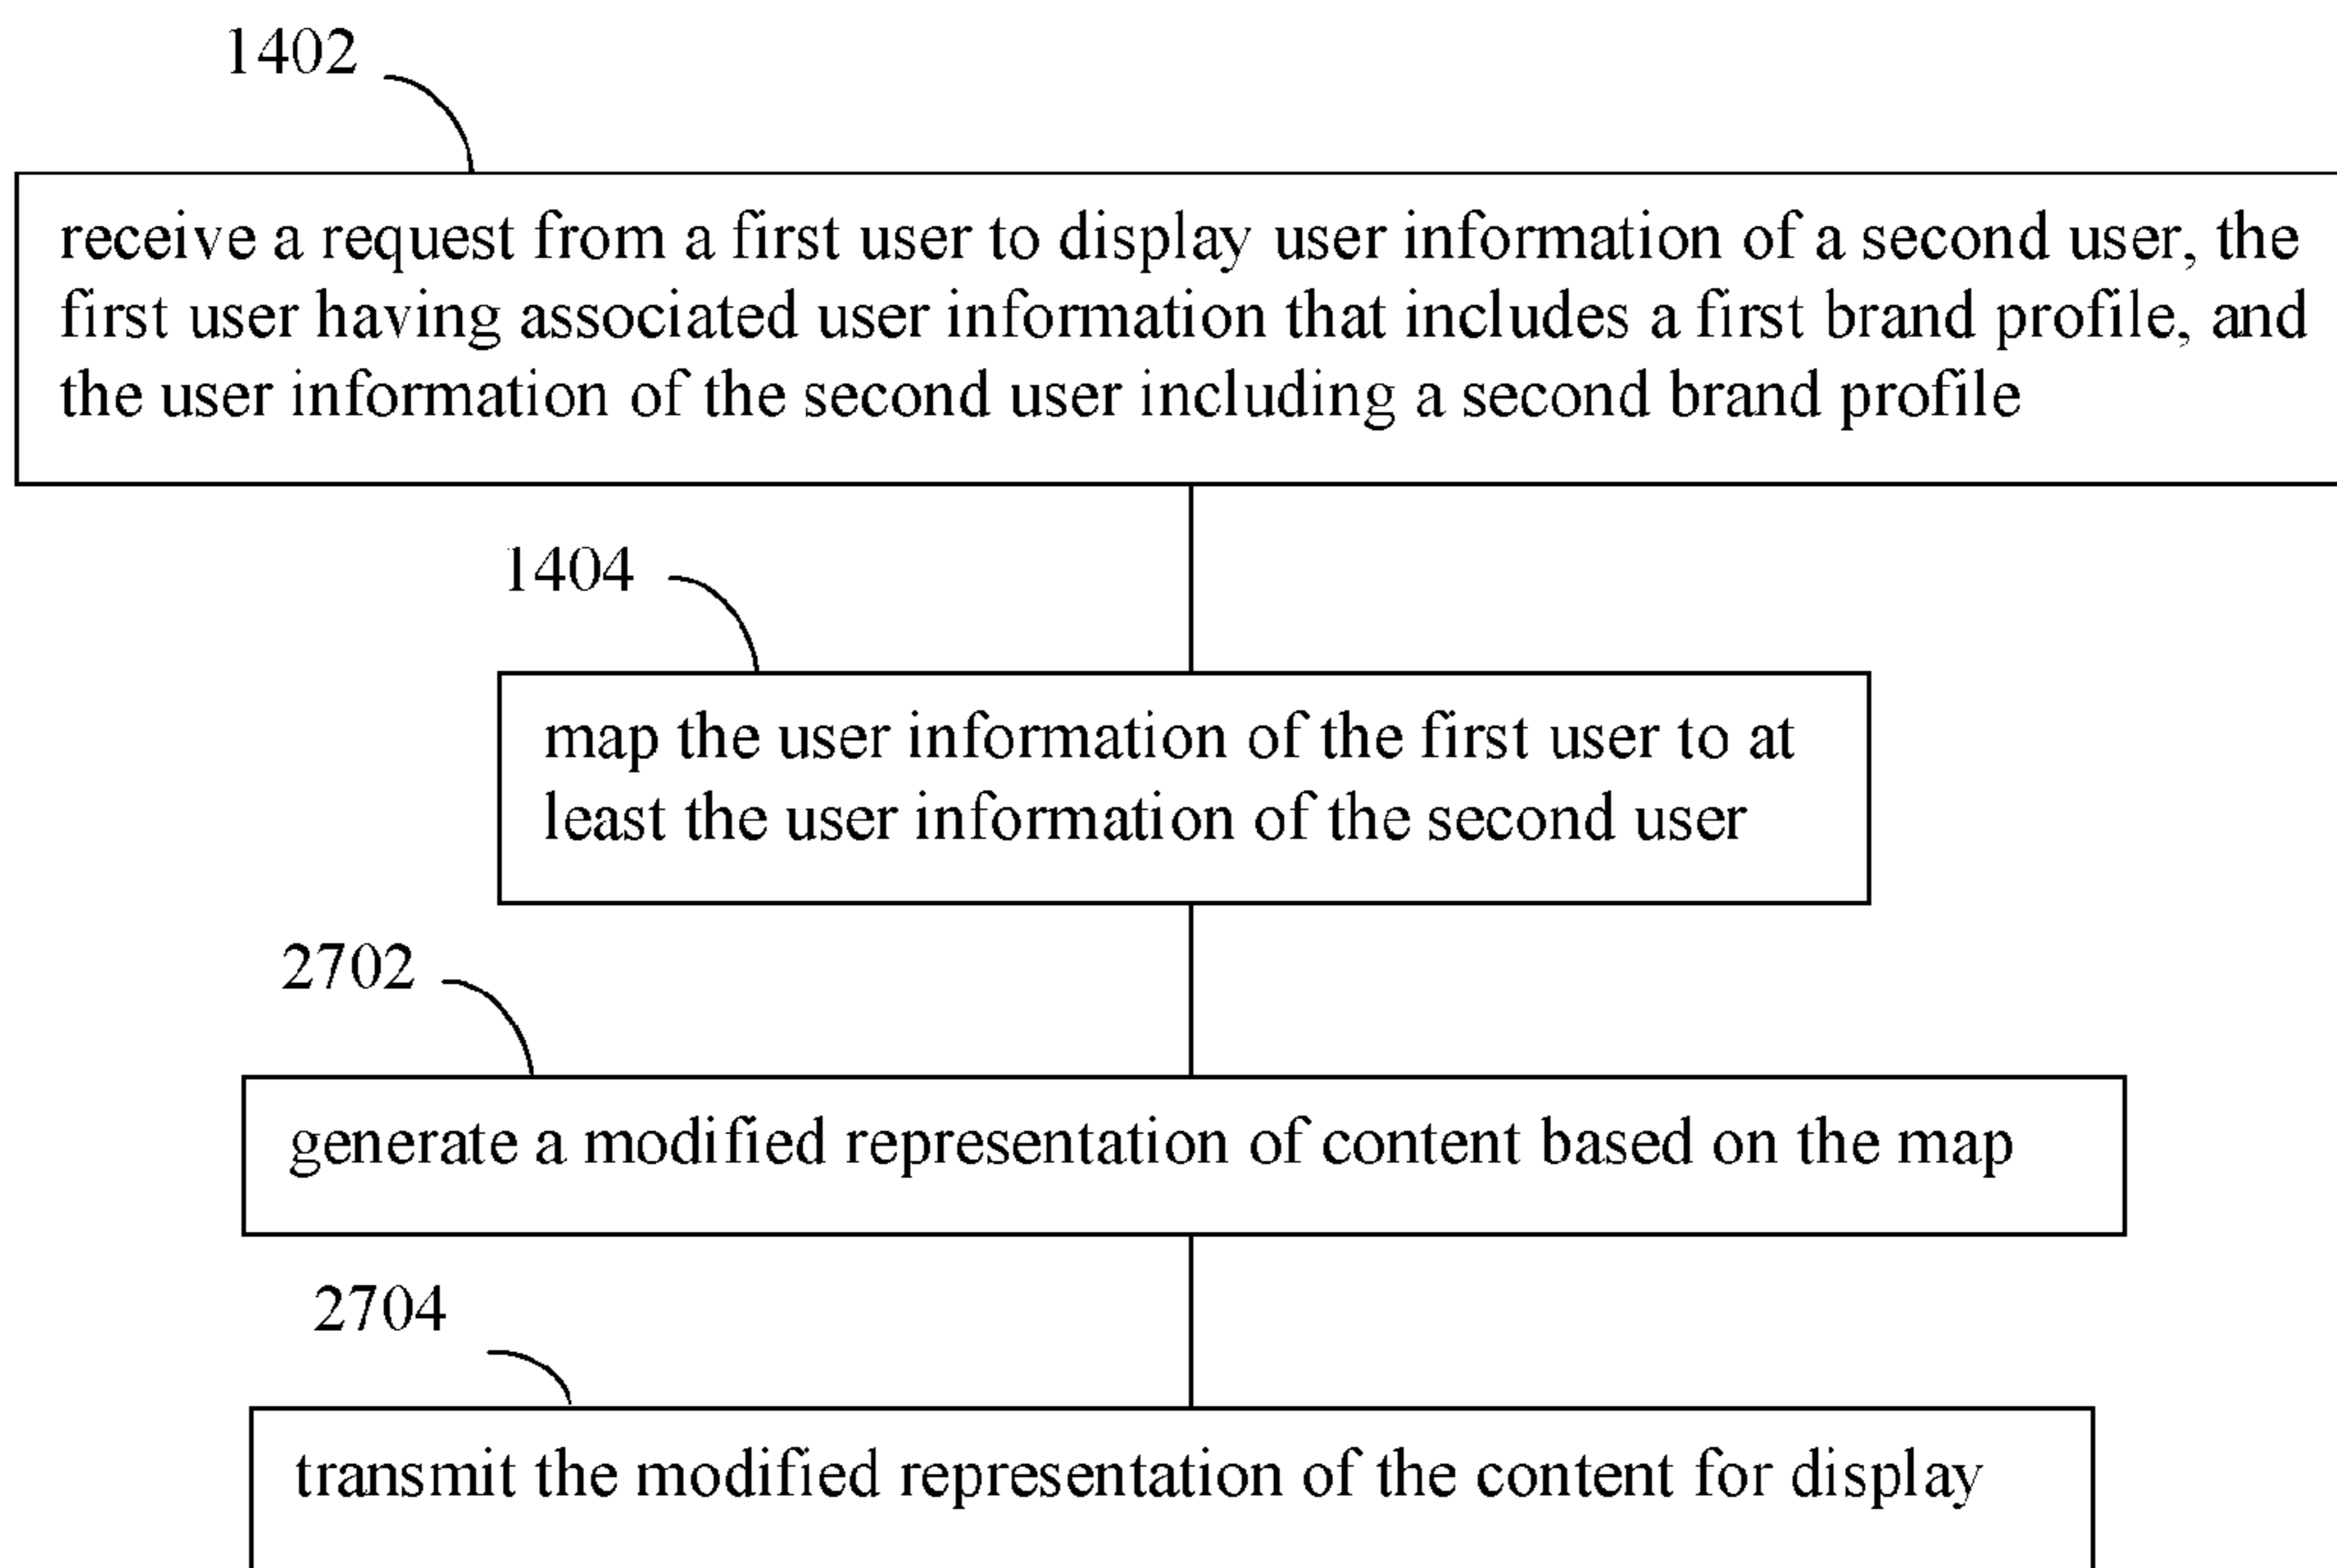 1402
receive a request from a first user to display user information of a second user, the
first user having associated user information that includes a first brand profile, and
the user information of the second user including a second brand profile
1404
map the user information of the first user to at
least the user information of the second user
2702
generate a modified representation of content based on the map
2704
transmit the modified representation of the content for display